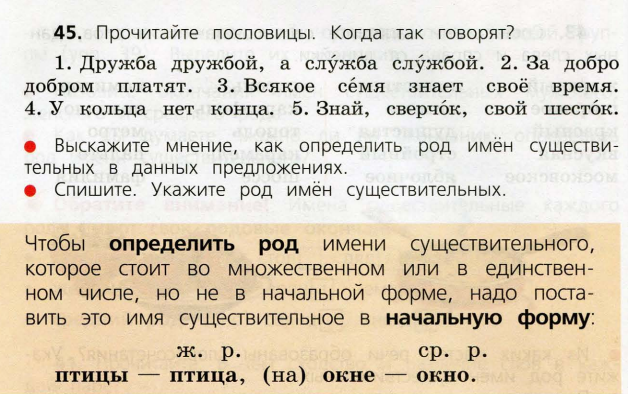 45. Прочитайте пословицы. Когда так говорят?
1. Дружба дружбой, а слу́жба слу́жбой. 2. За добро
добром платят. 3. Всякое се́мя знает своё время.
4. У кольца нет конца. 5. Знай, сверчо́к, свой шесто́к.
Выскажите мнение, как определить род имён существи-
тельных в данных предложениях.
Спишите. Укажите род имён существительных.
Чтобы определить род имени существительного,
которое стоит во множественном или в единствен-
ном числе, но не в начальной форме, надо поста-
вить это имя существительное в начальную форму:
ж. р. ср. р.
птицы — птица, (на) окне — окно.